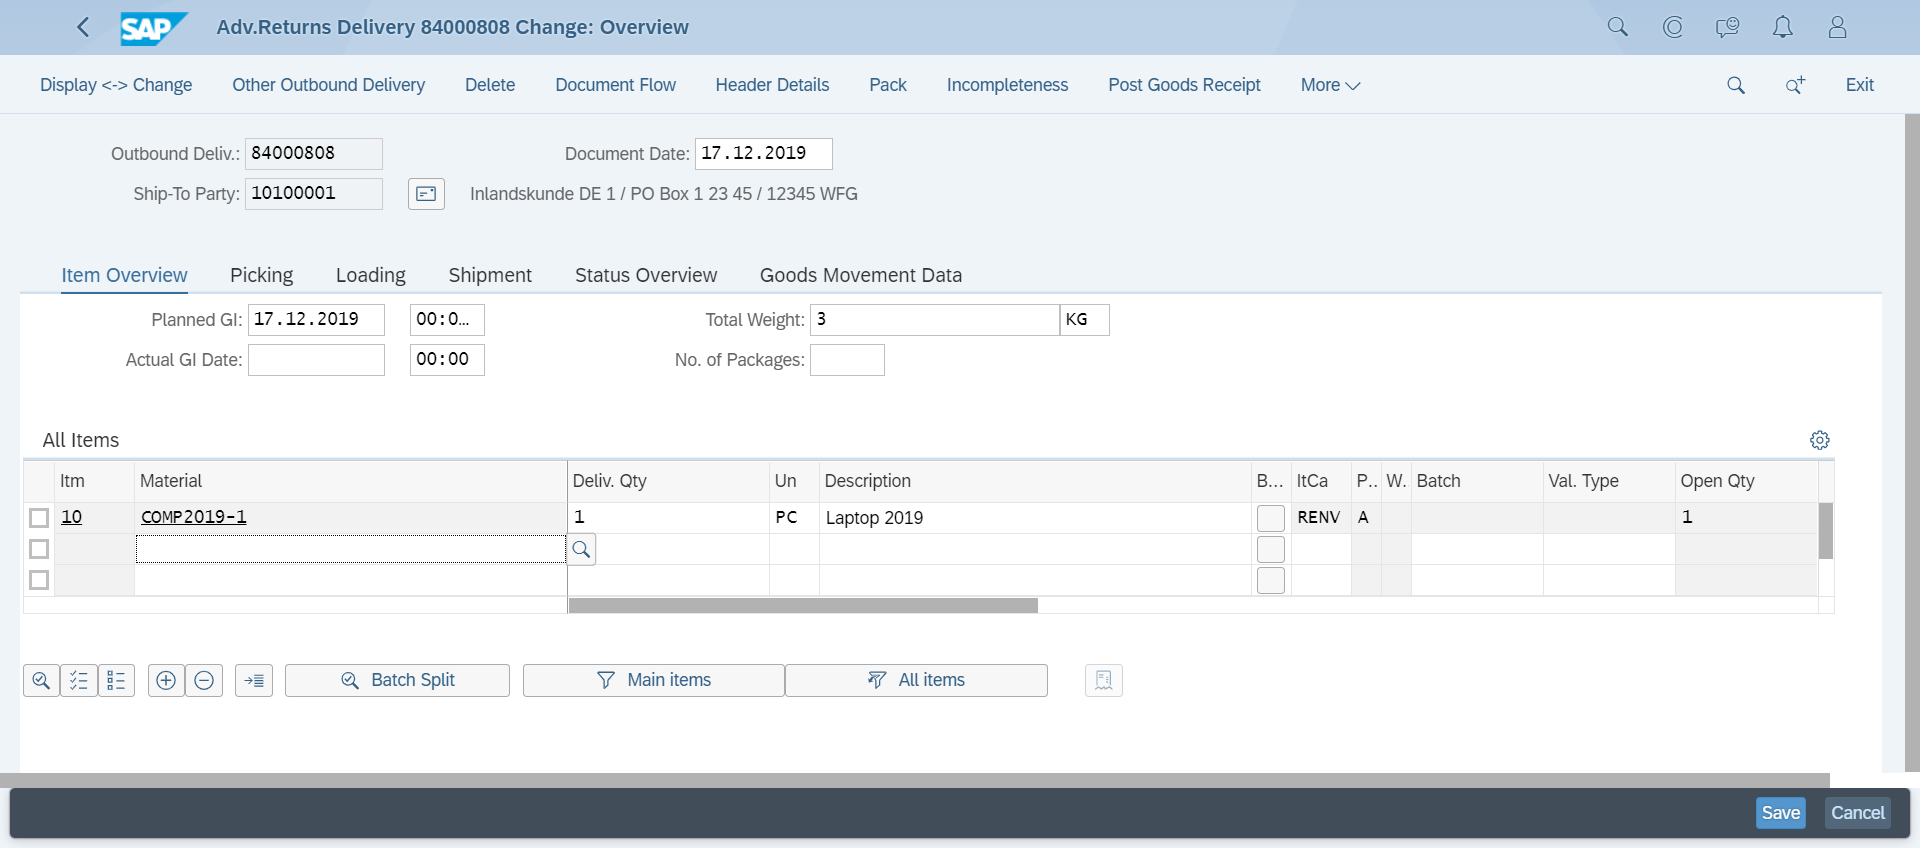 SAP Adv.Returns Delivery 84000808 Change: Overview
Display <-> Change Other Outbound Delivery Delete Document Flow Header Details Pack Incompleteness Post Goods Receipt More Exit
Outbound Deliv.: 84000808 Document Date: 17.12.2019
Ship-To Party: 10100001 Inlandskunde DE 1 / PO Box 1 23 45 / 12345 WFG
Item Overview Picking Loading Shipment Status Overview Goods Movement Data
Planned GI: 17.12.2019 00:0... Total Weight: 3 KG
Actual GI Date: 00:00 No. of Packages:
All Items
Itm Material Deliv. Qty Un Description B... ItCa P.. W. Batch Val. Type Open Qty
10 COMP2019-1 1 PC Laptop 2019 RENV A 1
Batch Split Main items All items
Save Cancel